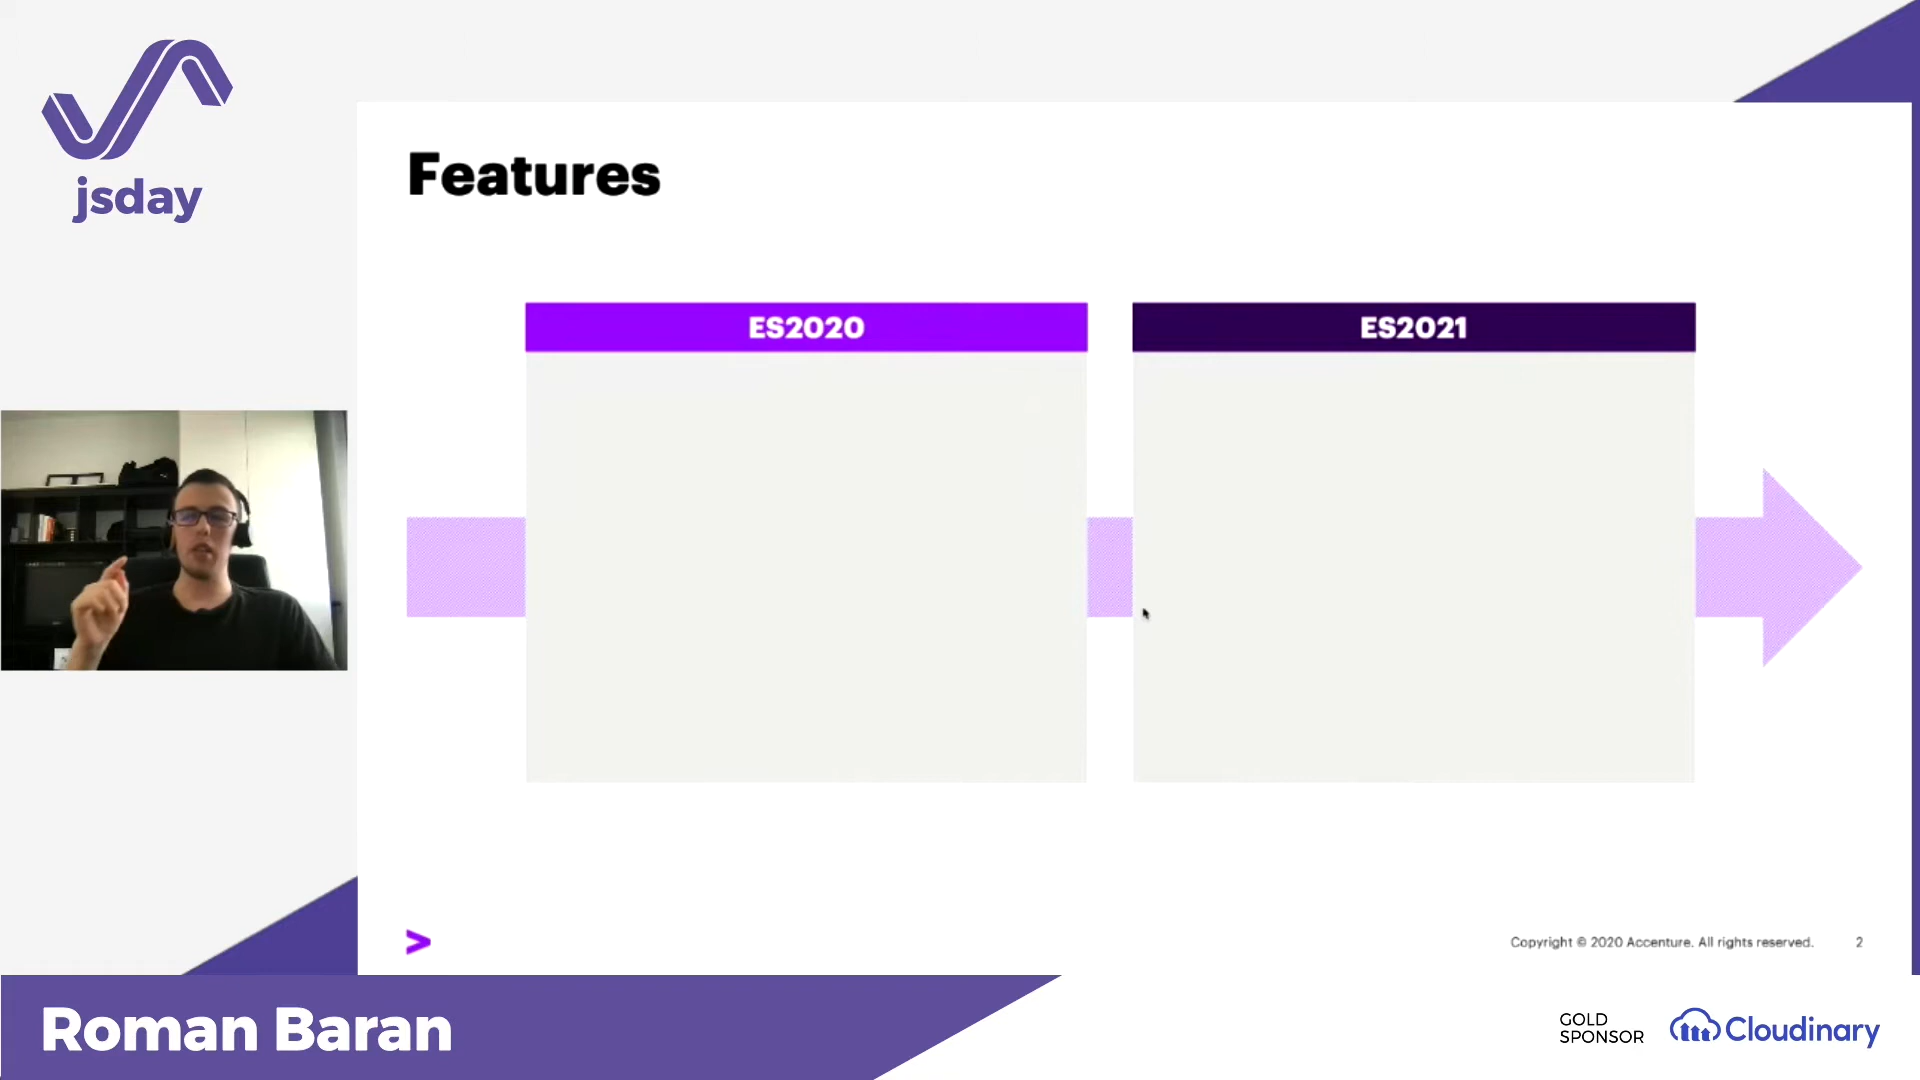 jsday
Features
ES2020
ES2021
>
Copyright © 2020 Accenture. All rights reserved.
2
Roman Baran
GOLD
SPONSOR
Cloudinary